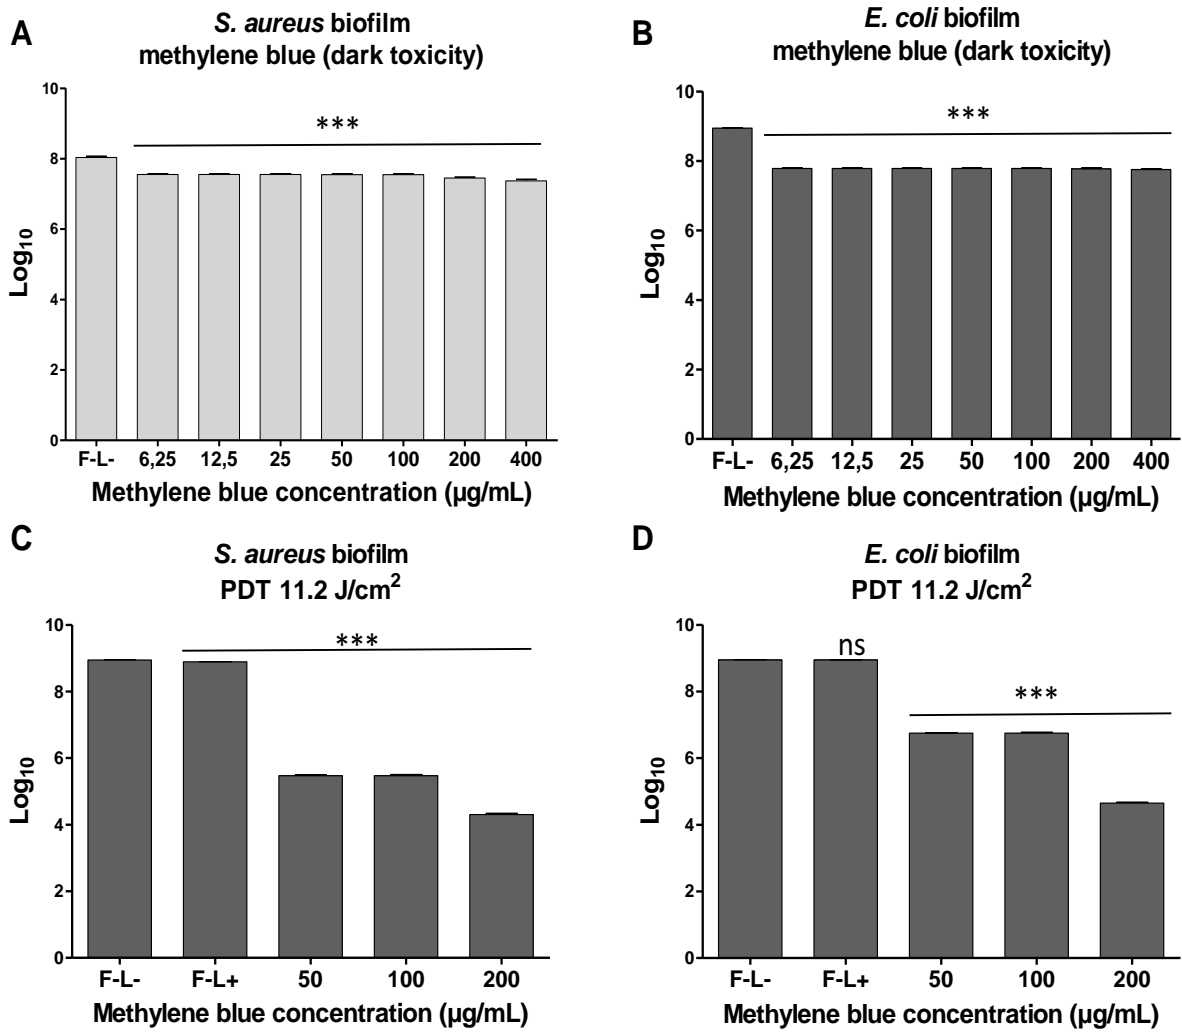 A
S. aureus biofilm
methylene blue (dark toxicity)
***
10
8
6
4
2
0
Log10
F-L- 6,25 12,5 25 50 100 200 400
Methylene blue concentration (µg/mL)
B
E. coli biofilm
methylene blue (dark toxicity)
***
10
8
6
4
2
0
Log10
F-L- 6,25 12,5 25 50 100 200 400
Methylene blue concentration (µg/mL)
C
S. aureus biofilm
PDT 11.2 J/cm2
***
10
8
6
4
2
0
Log10
F-L- F-L+ 50 100 200
Methylene blue concentration (µg/mL)
D
E. coli biofilm
PDT 11.2 J/cm2
ns
***
10
8
6
4
2
0
Log10
F-L- F-L+ 50 100 200
Methylene blue concentration (µg/mL)